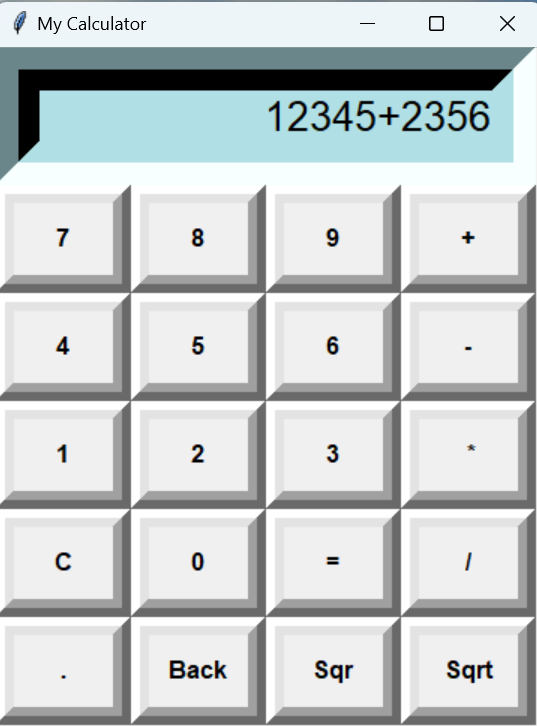 My Calculator
12345+2356
7 8 9 +
4 5 6 -
1 2 3 *
C 0 = /
. Back Sqr Sqrt